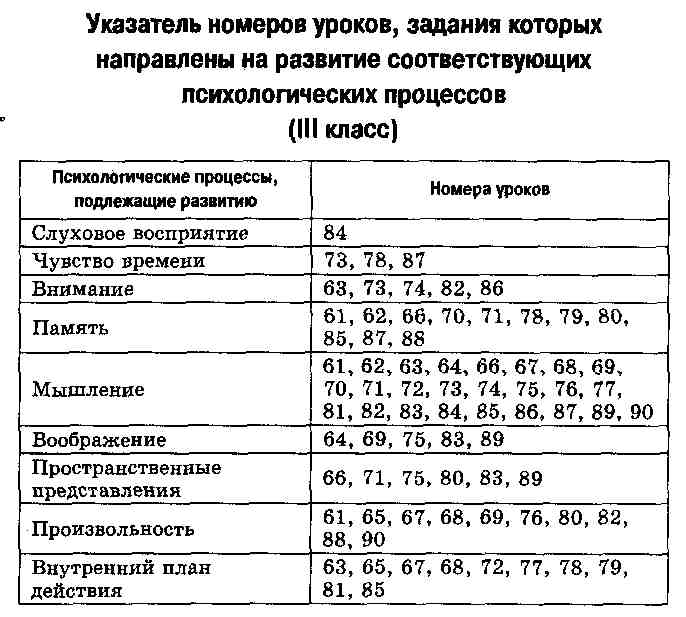 Указатель номеров уроков, задания которых
направлены на развитие соответствующих
психологических процессов
(III класс)
Психологические процессы,
подлежащие развитию
Номера уроков
Слуховое восприятие
84
Чувство времени
73, 78, 87
Внимание
63, 73, 74, 82, 86
Память
61, 62, 66, 70, 71, 78, 79, 80,
85, 87, 88
Мышление
61, 62, 63, 64, 66, 67, 68, 69,
70, 71, 72, 73, 74, 75, 76, 77,
81, 82, 83, 84, 85, 86, 87, 89, 90
Воображение
64, 69, 75, 83, 89
Пространственные
представления
66, 71, 75, 80, 83, 89
Произвольность
61, 65, 67, 68, 69, 76, 80, 82,
88, 90
Внутренний план
действия
63, 65, 67, 68, 72, 77, 78, 79,
81, 85